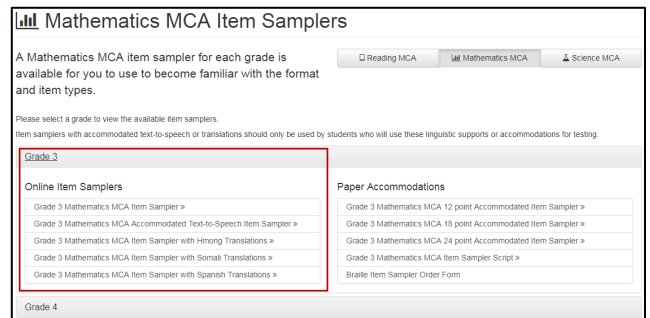 Mathematics MCA Item Samplers
A Mathematics MCA item sampler for each grade is
available for you to use to become familiar with the format
and item types.
Reading MCA
Mathematics MCA
Science MCA
Please select a grade to view the available item samplers.
Item samplers with accommodated text-to-speech or translations should only be used by students who will use these linguistic supports or accommodations for testing.
Grade 3
Online Item Samplers
Grade 3 Mathematics MCA Item Sampler »
Grade 3 Mathematics MCA Accommodated Text-to-Speech Item Sampler »
Grade 3 Mathematics MCA Item Sampler with Hmong Translations »
Grade 3 Mathematics MCA Item Sampler with Somali Translations »
Grade 3 Mathematics MCA Item Sampler with Spanish Translations »
Paper Accommodations
Grade 3 Mathematics MCA 12 point Accommodated Item Sampler »
Grade 3 Mathematics MCA 18 point Accommodated Item Sampler »
Grade 3 Mathematics MCA 24 point Accommodated Item Sampler »
Grade 3 Mathematics MCA Item Sampler Script »
Braille Item Sampler Order Form
Grade 4